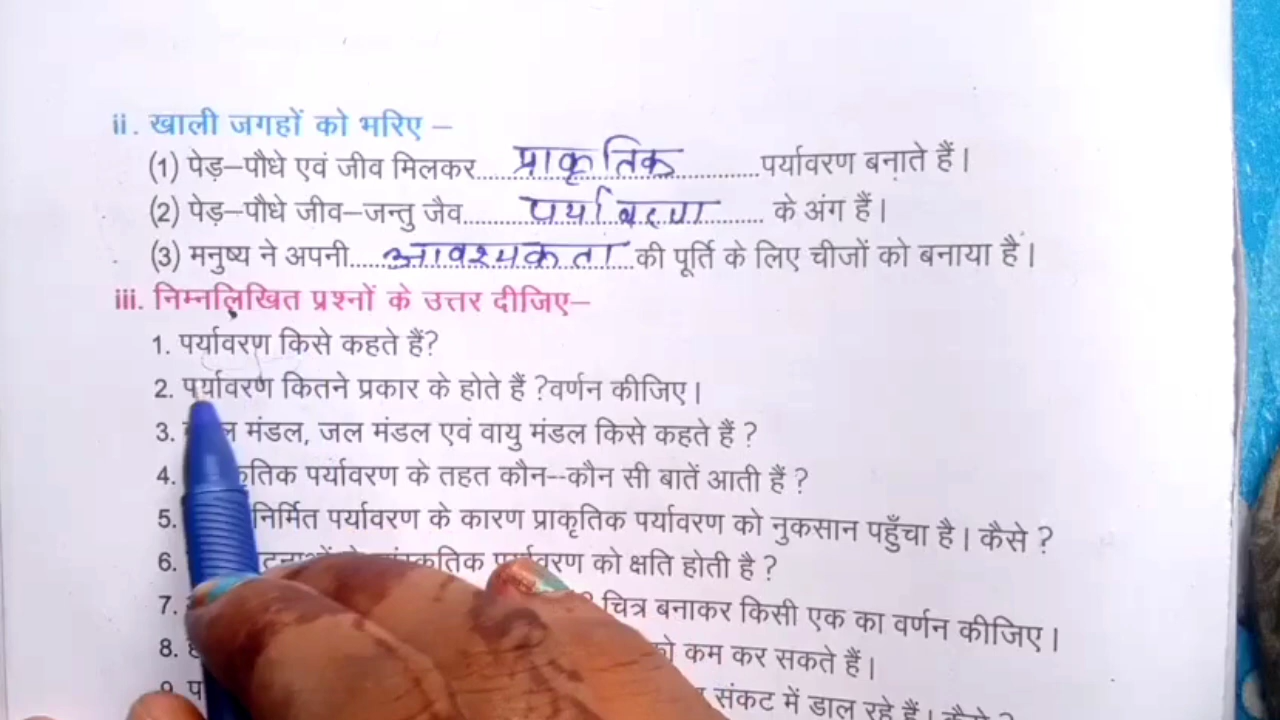 ii. खाली जगहों को भरिए –
(1) पेड़–पौधे एवं जीव मिलकर.....प्राकृतिक.....पर्यावरण बनाते हैं।
(2) पेड़–पौधे जीव–जन्तु जैव.....पर्यावरण..... के अंग हैं।
(3) मनुष्य ने अपनी.....आवश्यकता.....की पूर्ति के लिए चीजों को बनाया है।
iii. निम्नलिखित प्रश्नों के उत्तर दीजिए–
1. पर्यावरण किसे कहते हैं?
2. पर्यावरण कितने प्रकार के होते हैं ?वर्णन कीजिए।
3. मंडल, जल मंडल एवं वायु मंडल किसे कहते हैं ?
4. पर्यावरण के तहत कौन--कौन सी बातें आती हैं ?
5. निर्मित पर्यावरण के कारण प्राकृतिक पर्यावरण को नुकसान पहुँचा है। कैसे ?
6. को क्षति होती है ?
7. चित्र बनाकर किसी एक का वर्णन कीजिए।
8. कम कर सकते हैं।
संकट में डाल रहे हैं।